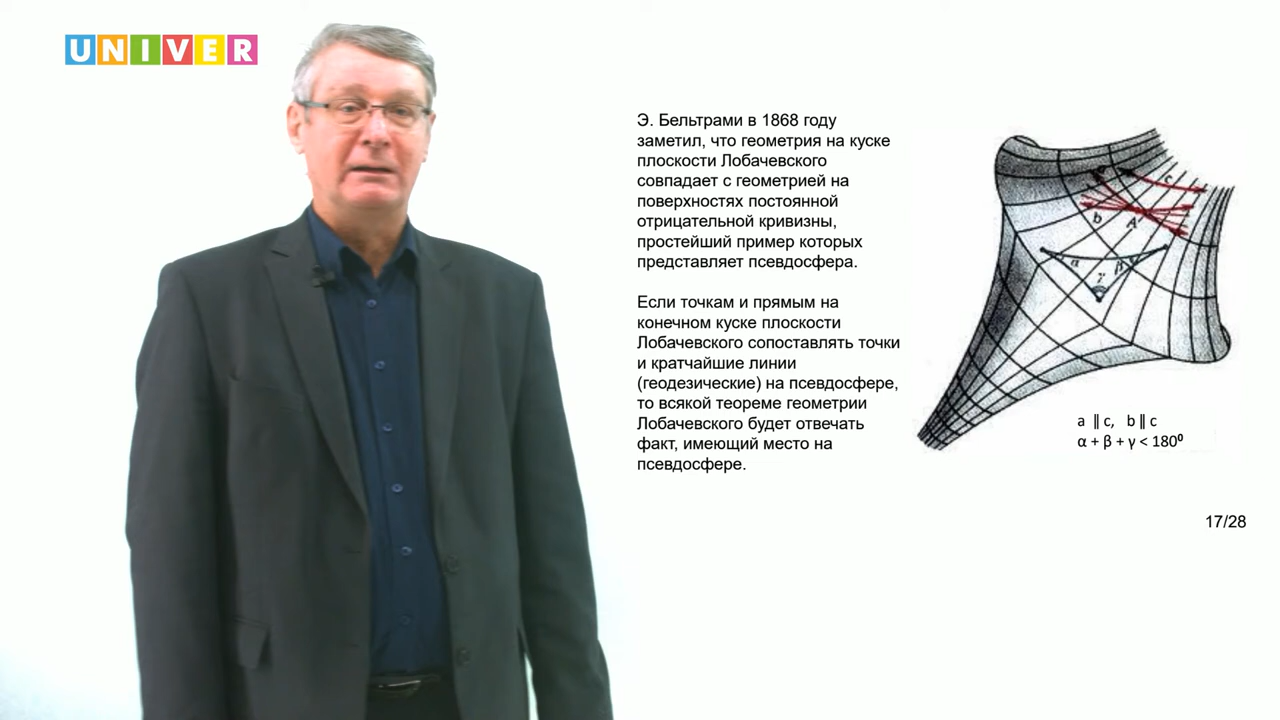 UNIVER
Э. Бельтрами в 1868 году
заметил, что геометрия на куске
плоскости Лобачевского
совпадает с геометрией на
поверхностях постоянной
отрицательной кривизны,
простейший пример которых
представляет псевдосфера.
Если точкам и прямым на
конечном куске плоскости
Лобачевского сопоставлять точки
и кратчайшие линии
(геодезические) на псевдосфере,
то всякой теореме геометрии
Лобачевского будет отвечать
факт, имеющий место на
псевдосфере.
c
b
A
α
β
γ
a ∥ c, b ∥ c
α + β + γ < 180⁰
17/28